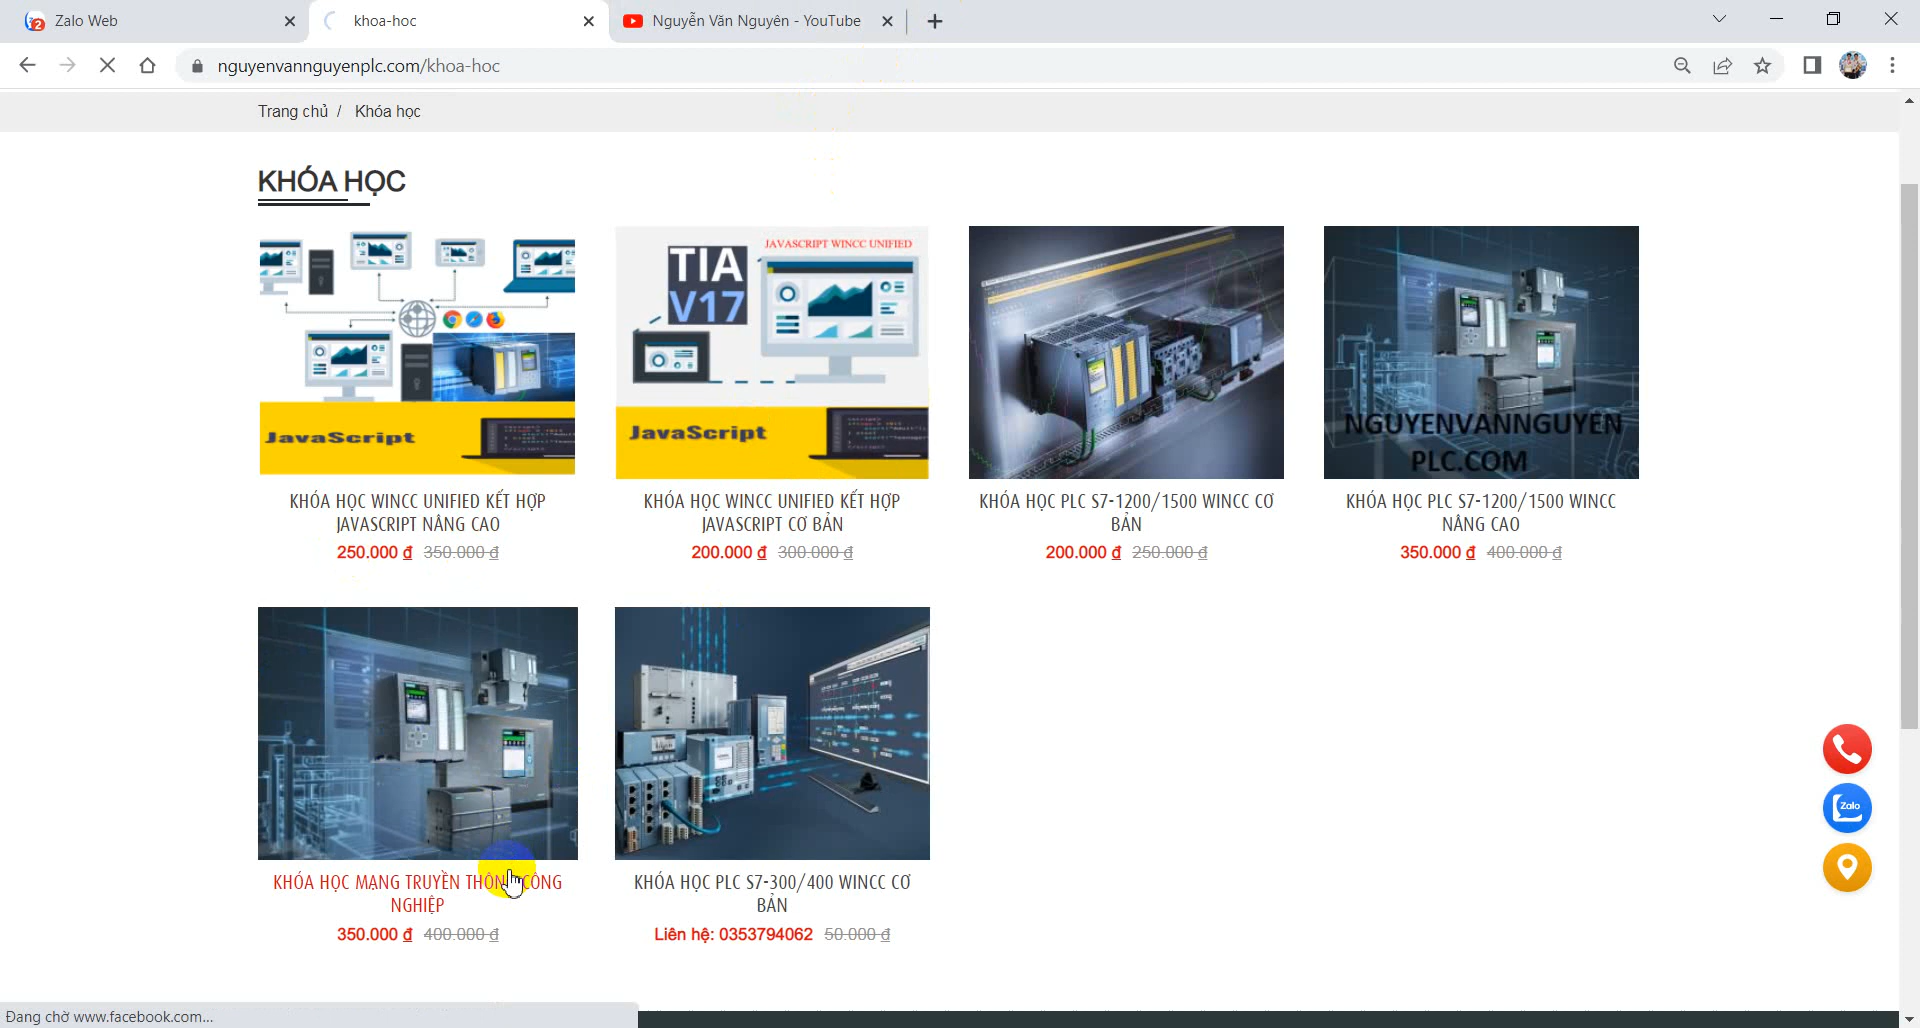 Zalo Web
khoa-hoc
Nguyễn Văn Nguyên - YouTube
nguyenvannguyenplc.com/khoa-hoc
Trang chủ / Khóa học
KHÓA HỌC
JavaScript
JAVASCRIPT WINCC UNIFIED
TIA
V17
JavaScript
NGUYENVANNGUYEN
PLC.COM
KHÓA HỌC WINCC UNIFIED KẾT HỢP
JAVASCRIPT NÂNG CAO
250.000 ₫ 350.000 ₫
KHÓA HỌC WINCC UNIFIED KẾT HỢP
JAVASCRIPT CƠ BẢN
200.000 ₫ 300.000 ₫
KHÓA HỌC PLC S7-1200/1500 WINCC CƠ
BẢN
200.000 ₫ 250.000 ₫
KHÓA HỌC PLC S7-1200/1500 WINCC
NÂNG CAO
350.000 ₫ 400.000 ₫
KHÓA HỌC MẠNG TRUYỀN THÔNG CÔNG
NGHIỆP
350.000 ₫ 400.000 ₫
KHÓA HỌC PLC S7-300/400 WINCC CƠ
BẢN
Liên hệ: 0353794062 50.000 ₫
Zalo
Đang chờ www.facebook.com...